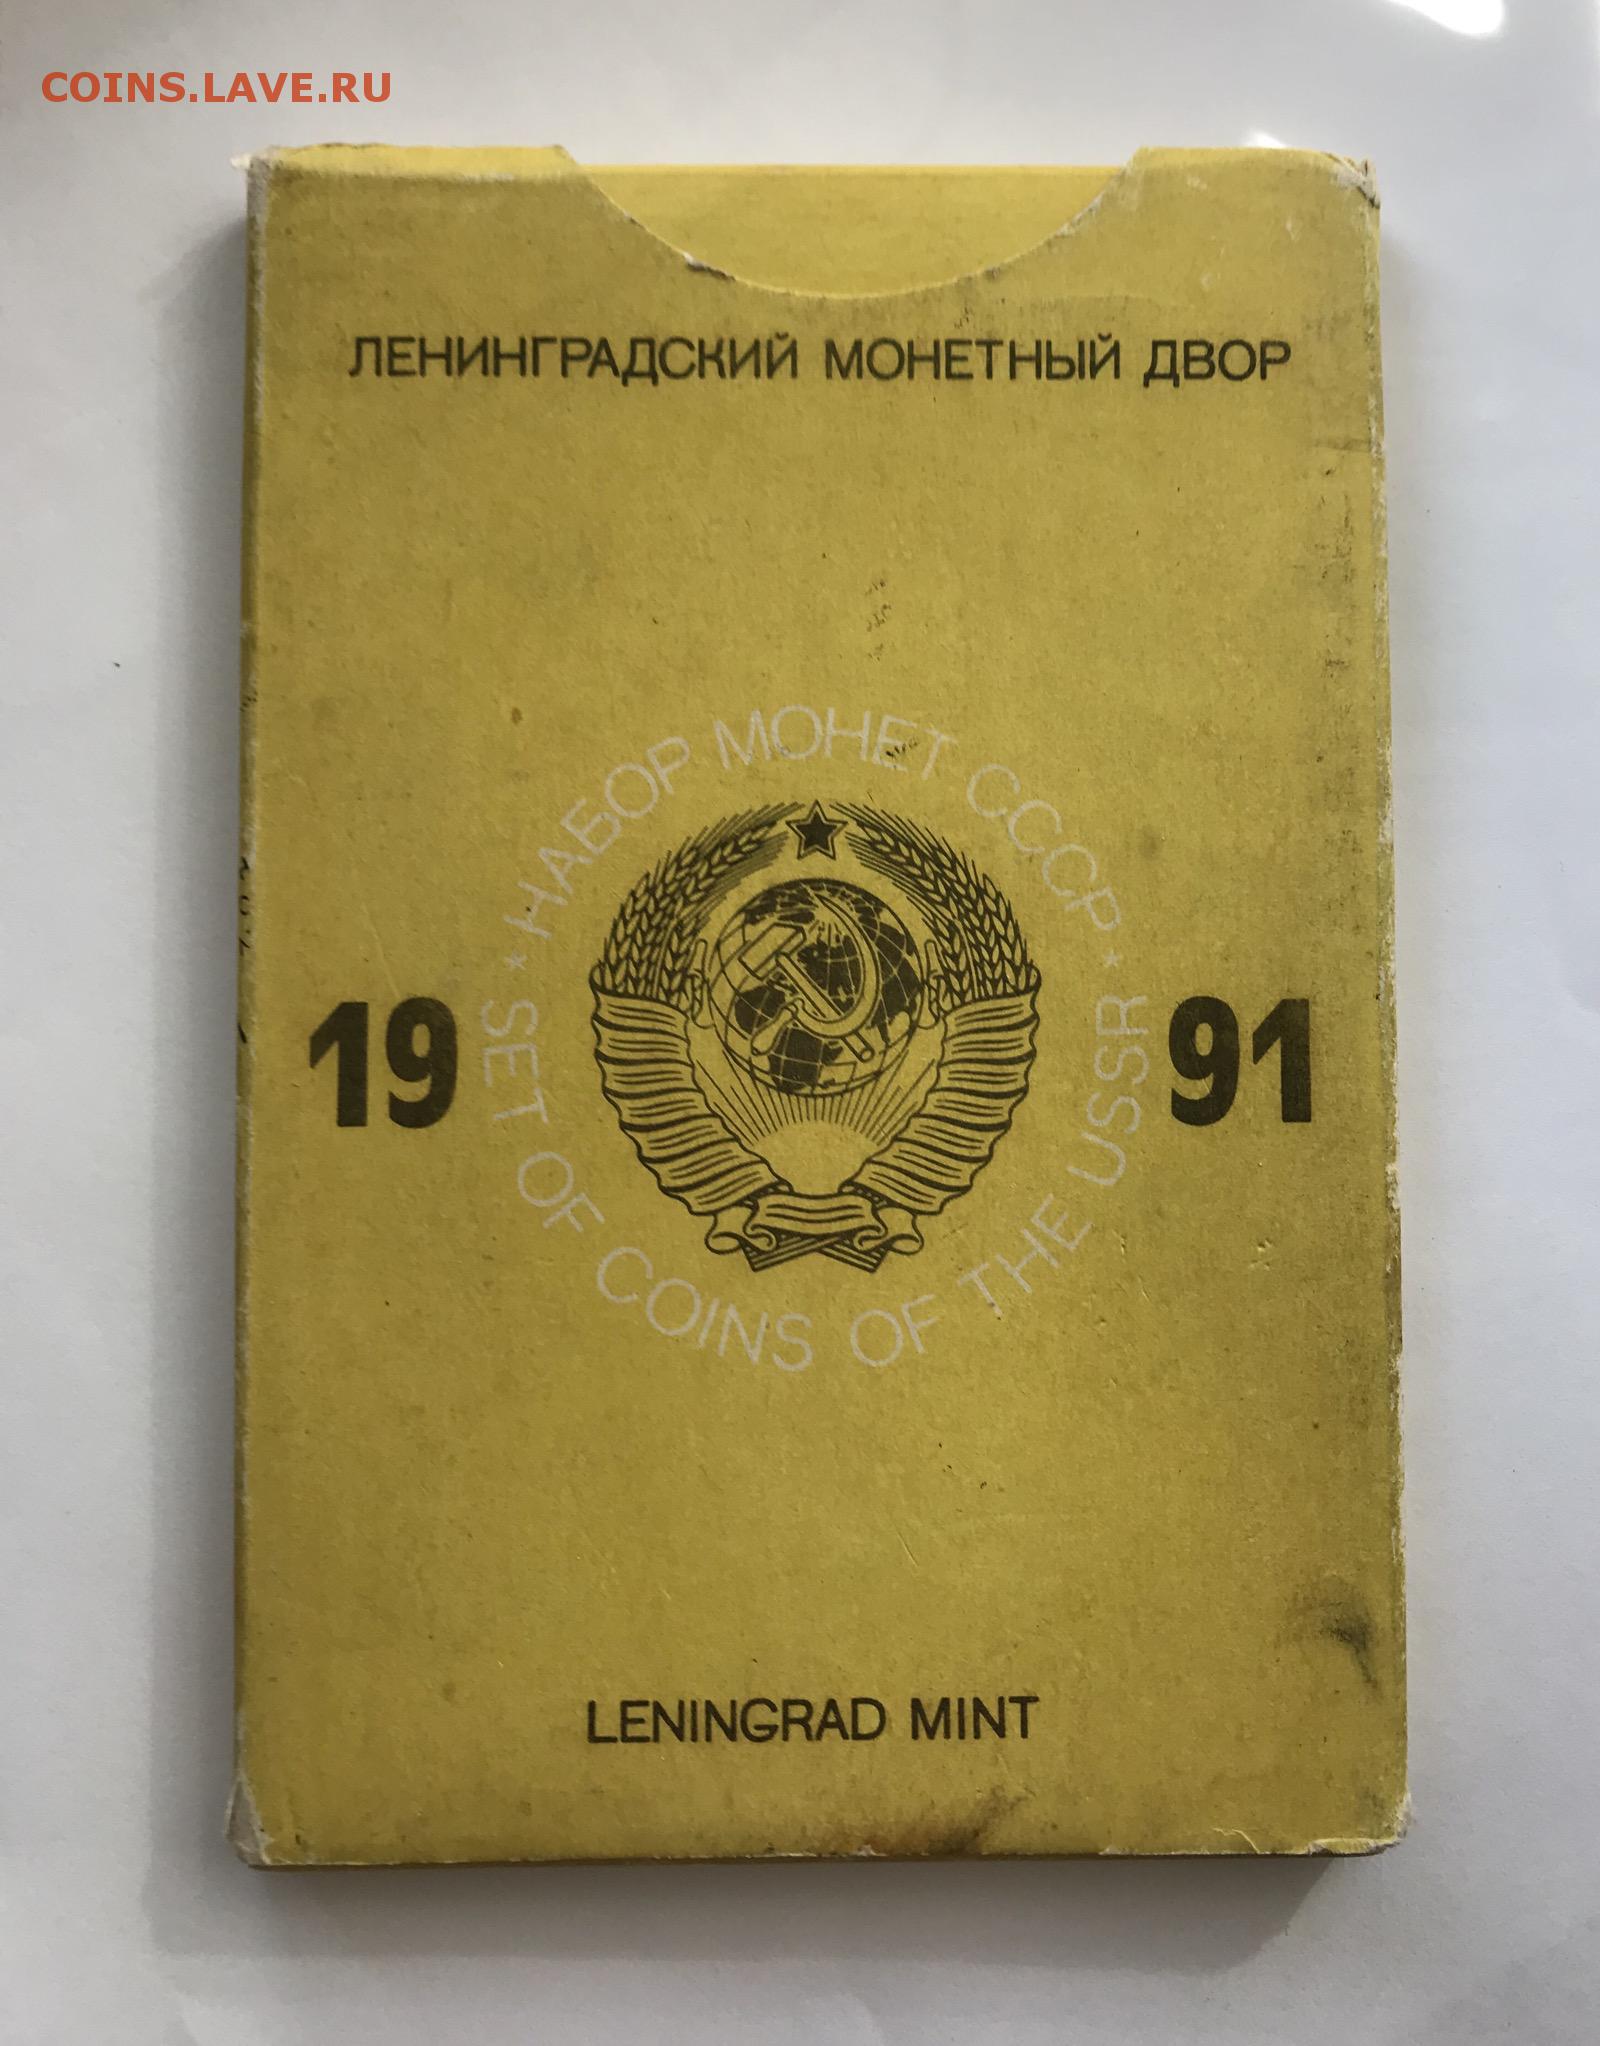 COINS.LAVE.RU
ЛЕНИНГРАДСКИЙ МОНЕТНЫЙ ДВОР
* НАБОР МОНЕТ СССР *
19
91
SET OF COINS OF THE USSR
LENINGRAD MINT